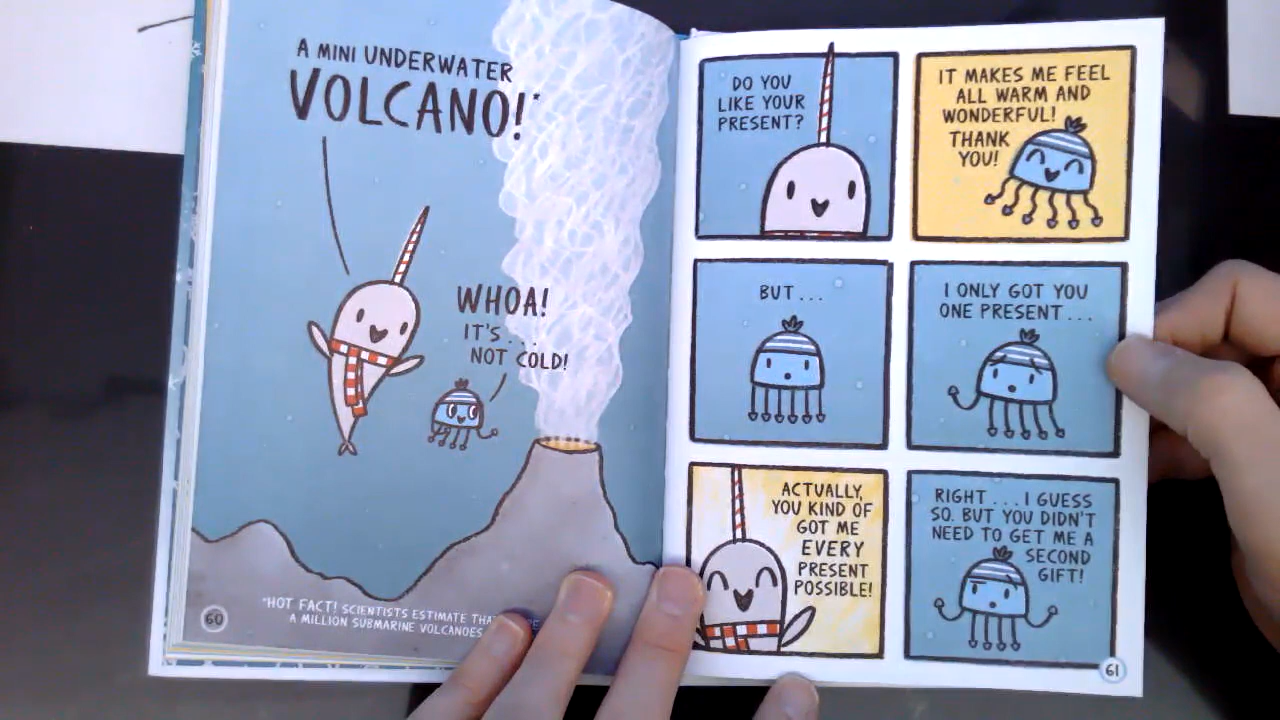 A MINI UNDERWATER
VOLCANO!*
WHOA!
IT'S...
NOT COLD!
*HOT FACT! SCIENTISTS ESTIMATE
A MILLION SUBMARINE VOLCANOES
60
DO YOU
LIKE YOUR
PRESENT?
IT MAKES ME FEEL
ALL WARM AND
WONDERFUL!
THANK
YOU!
BUT...
I ONLY GOT YOU
ONE PRESENT...
ACTUALLY,
YOU KIND OF
GOT ME
EVERY
PRESENT
POSSIBLE!
RIGHT...I GUESS
SO. BUT YOU DIDN'T
NEED TO GET ME A
SECOND
GIFT!
61